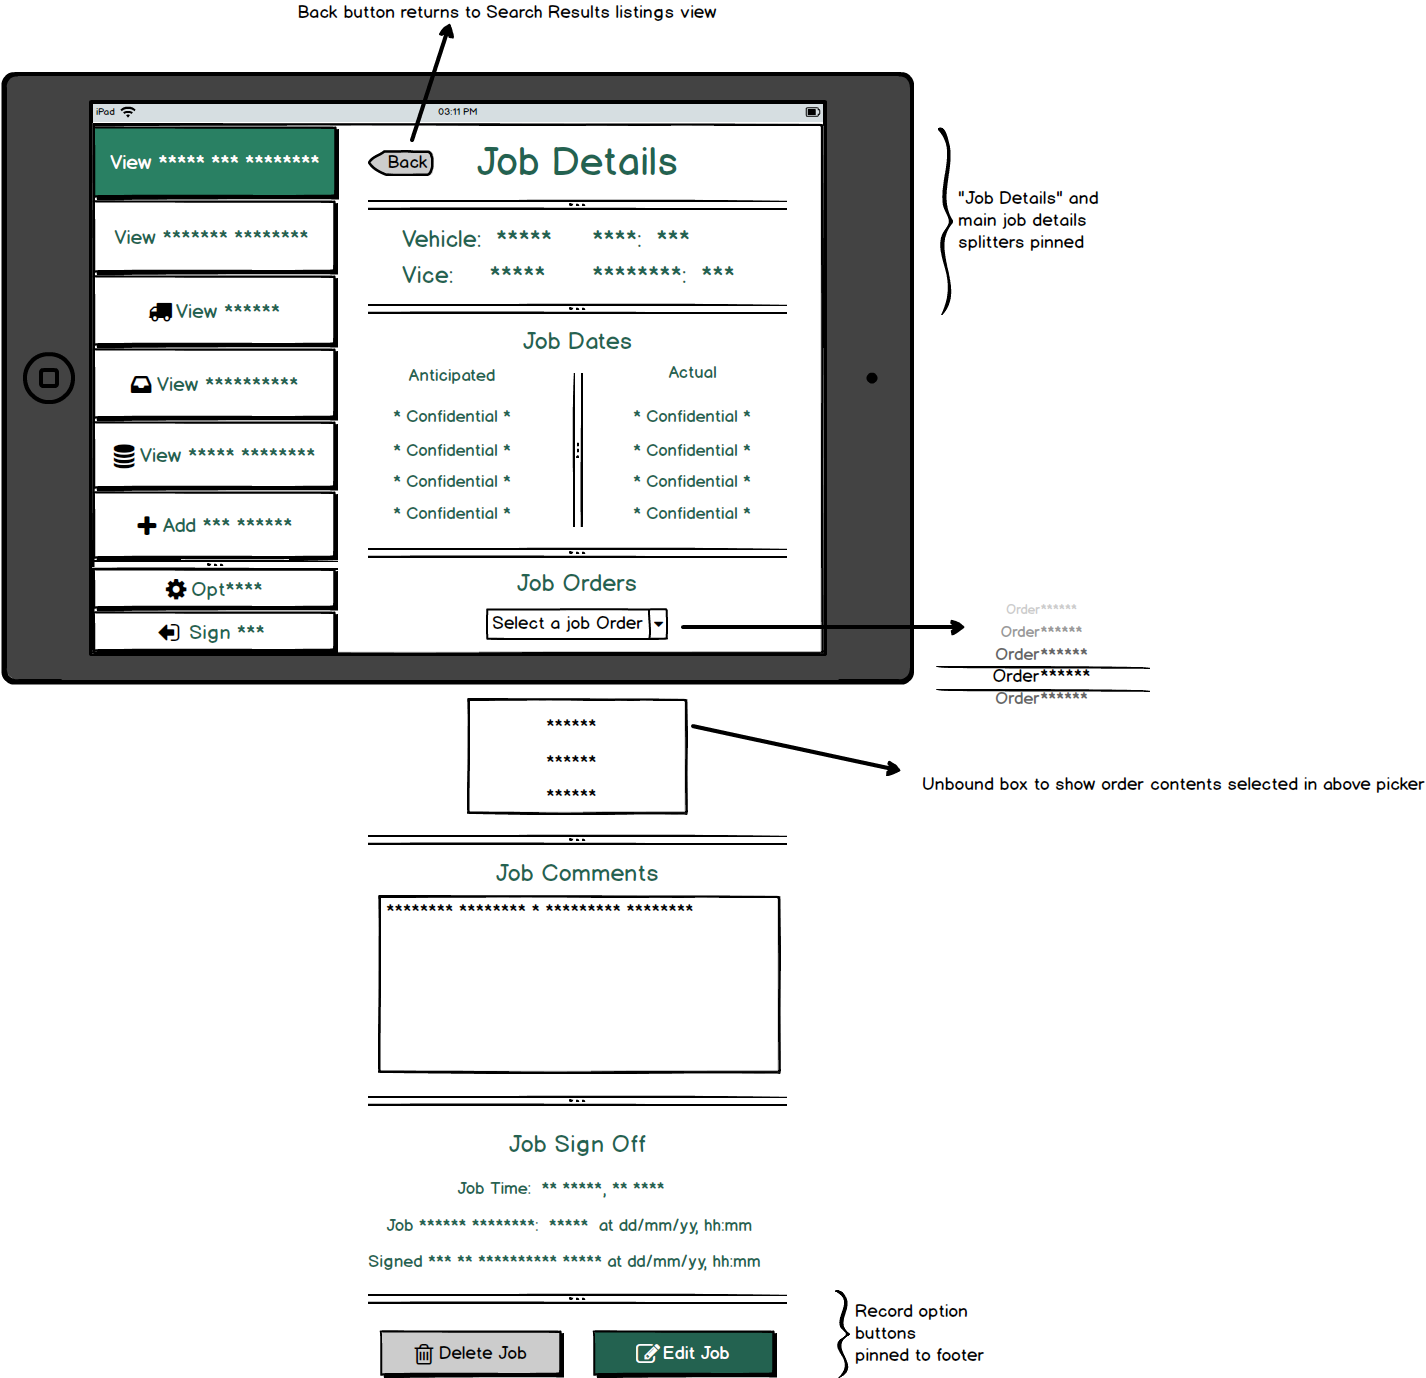 Back button returns to Search Results listings view
iPad
03:11 PM
View ***** *** ********
View ******* ********
View ******
View **********
View ***** ********
Add *** ******
Opt****
Sign ***
Back
Job Details
Vehicle: ***** ****: ***
Vice: ***** ********: ***
Job Dates
Anticipated
Actual
* Confidential * * Confidential *
* Confidential * * Confidential *
* Confidential * * Confidential *
* Confidential * * Confidential *
Job Orders
Select a job Order
"Job Details" and
main job details
splitters pinned
Order******
Order******
Order******
Order******
Order******
******
******
******
Unbound box to show order contents selected in above picker
Job Comments
******** ******** * ********* ********
Job Sign Off
Job Time: ** *****, ** ****
Job ****** ********: ***** at dd/mm/yy, hh:mm
Signed *** ** ********** ***** at dd/mm/yy, hh:mm
Delete Job
Edit Job
Record option
buttons
pinned to footer